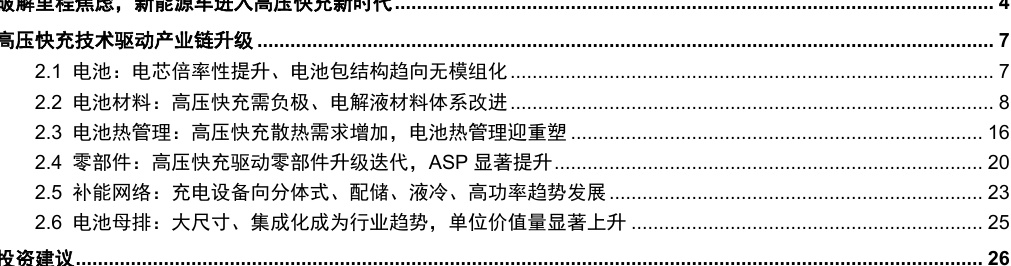 破解里程焦虑，新能源车进入高压快充新时代 4
高压快充技术驱动产业链升级 7
2.1 电池：电芯倍率性提升、电池包结构趋向无模组化 7
2.2 电池材料：高压快充需负极、电解液材料体系改进 8
2.3 电池热管理：高压快充散热需求增加，电池热管理迎重塑 16
2.4 零部件：高压快充驱动零部件升级迭代，ASP 显著提升 20
2.5 补能网络：充电设备向分体式、配储、液冷、高功率趋势发展 23
2.6 电池母排：大尺寸、集成化成为行业趋势，单位价值量显著上升 25
投资建议 26